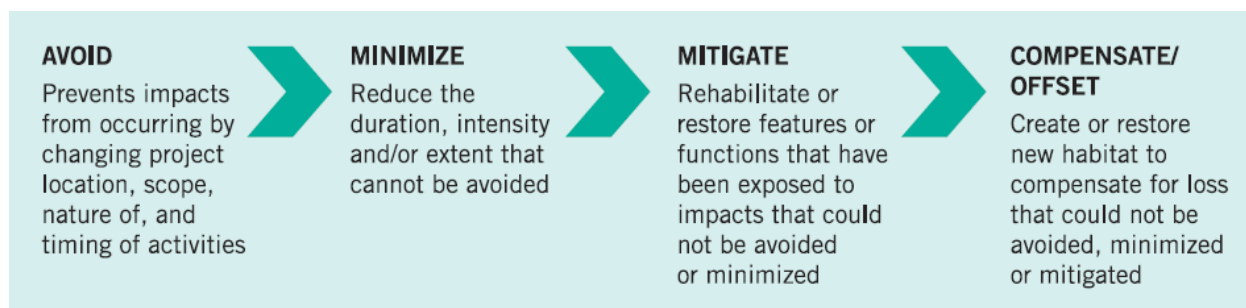 AVOID
Prevents impacts
from occurring by
changing project
location, scope,
nature of, and
timing of activities
MINIMIZE
Reduce the
duration, intensity
and/or extent that
cannot be avoided
MITIGATE
Rehabilitate or
restore features or
functions that have
been exposed to
impacts that could
not be avoided
or minimized
COMPENSATE/
OFFSET
Create or restore
new habitat to
compensate for loss
that could not be
avoided, minimized
or mitigated